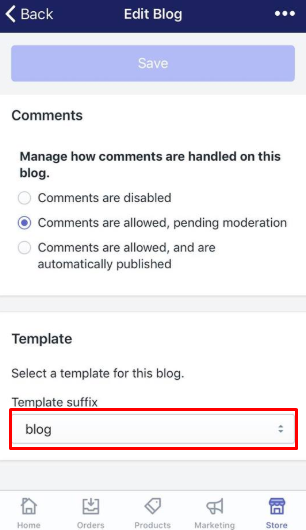 Back
Edit Blog
Save
Comments
Manage how comments are handled on this
blog.
Comments are disabled
Comments are allowed, pending moderation
Comments are allowed, and are
automatically published
Template
Select a template for this blog.
Template suffix
blog
Home
Orders
Products
Marketing
Store